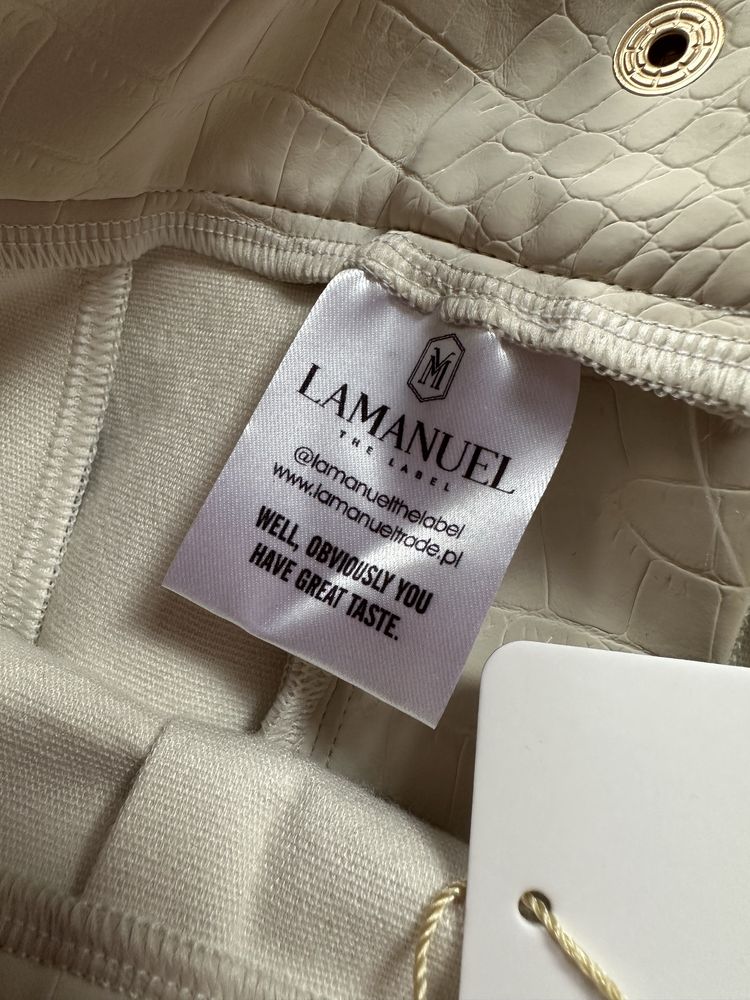 LAMANUEL
THE LABEL
@lamanuelthelabel
www.lamanueltrade.pl
WELL, OBVIOUSLY YOU
HAVE GREAT TASTE.